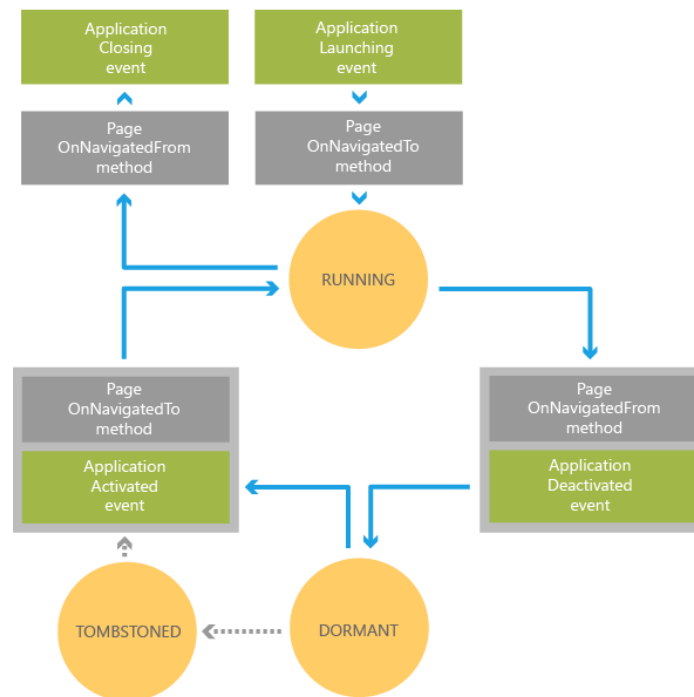 Application
Closing
event
Application
Launching
event
Page
OnNavigatedFrom
method
Page
OnNavigatedTo
method
RUNNING
Page
OnNavigatedTo
method
Application
Activated
event
Page
OnNavigatedFrom
method
Application
Deactivated
event
TOMBSTONED
DORMANT